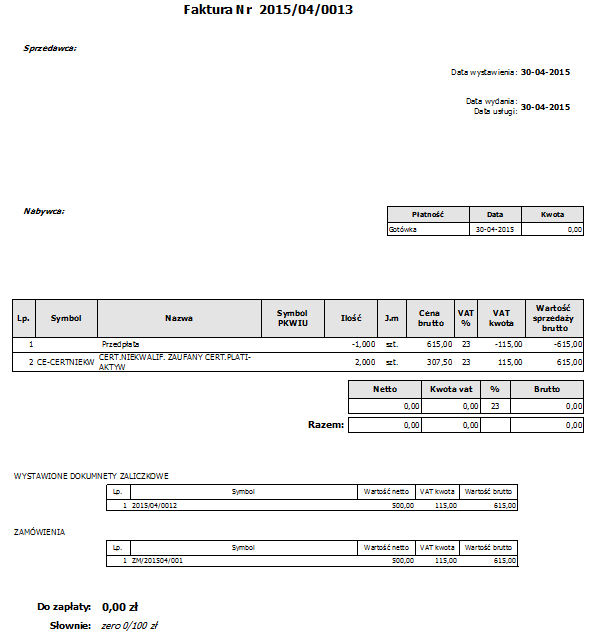 Faktura Nr 2015/04/0013
Sprzedawca:
Data wystawienia: 30-04-2015
Data wydania:
Data usługi: 30-04-2015
Nabywca:
Płatność Data Kwota
Gotówka 30-04-2015 0,00
Lp. Symbol Nazwa Symbol PKWIU Ilość J.m Cena brutto VAT % VAT kwota Wartość sprzedaży brutto
1 Przedpłata -1,000 szt. 615,00 23 -115,00 -615,00
2 CE-CERTNIEKW CERT.NIEKWALIF. ZAUFANY CERT.PLATI-AKTYW 2,000 szt. 307,50 23 115,00 615,00
Netto Kwota vat % Brutto
0,00 0,00 23 0,00
Razem: 0,00 0,00 0,00
WYSTAWIONE DOKUMNETY ZALICZKOWE
Lp. Symbol Wartość netto VAT kwota Wartość brutto
1 2015/04/0012 500,00 115,00 615,00
ZAMÓWIENIA
Lp. Symbol Wartość netto VAT kwota Wartość brutto
1 ZM/201504/001 500,00 115,00 615,00
Do zapłaty: 0,00 zł
Słownie: zero 0/100 zł